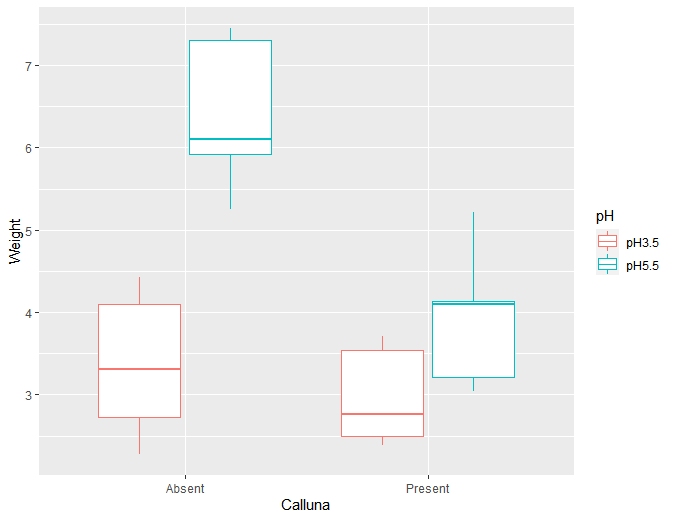 7
6
5
4
3
Weight
Absent
Present
Calluna
pH
pH3.5
pH5.5